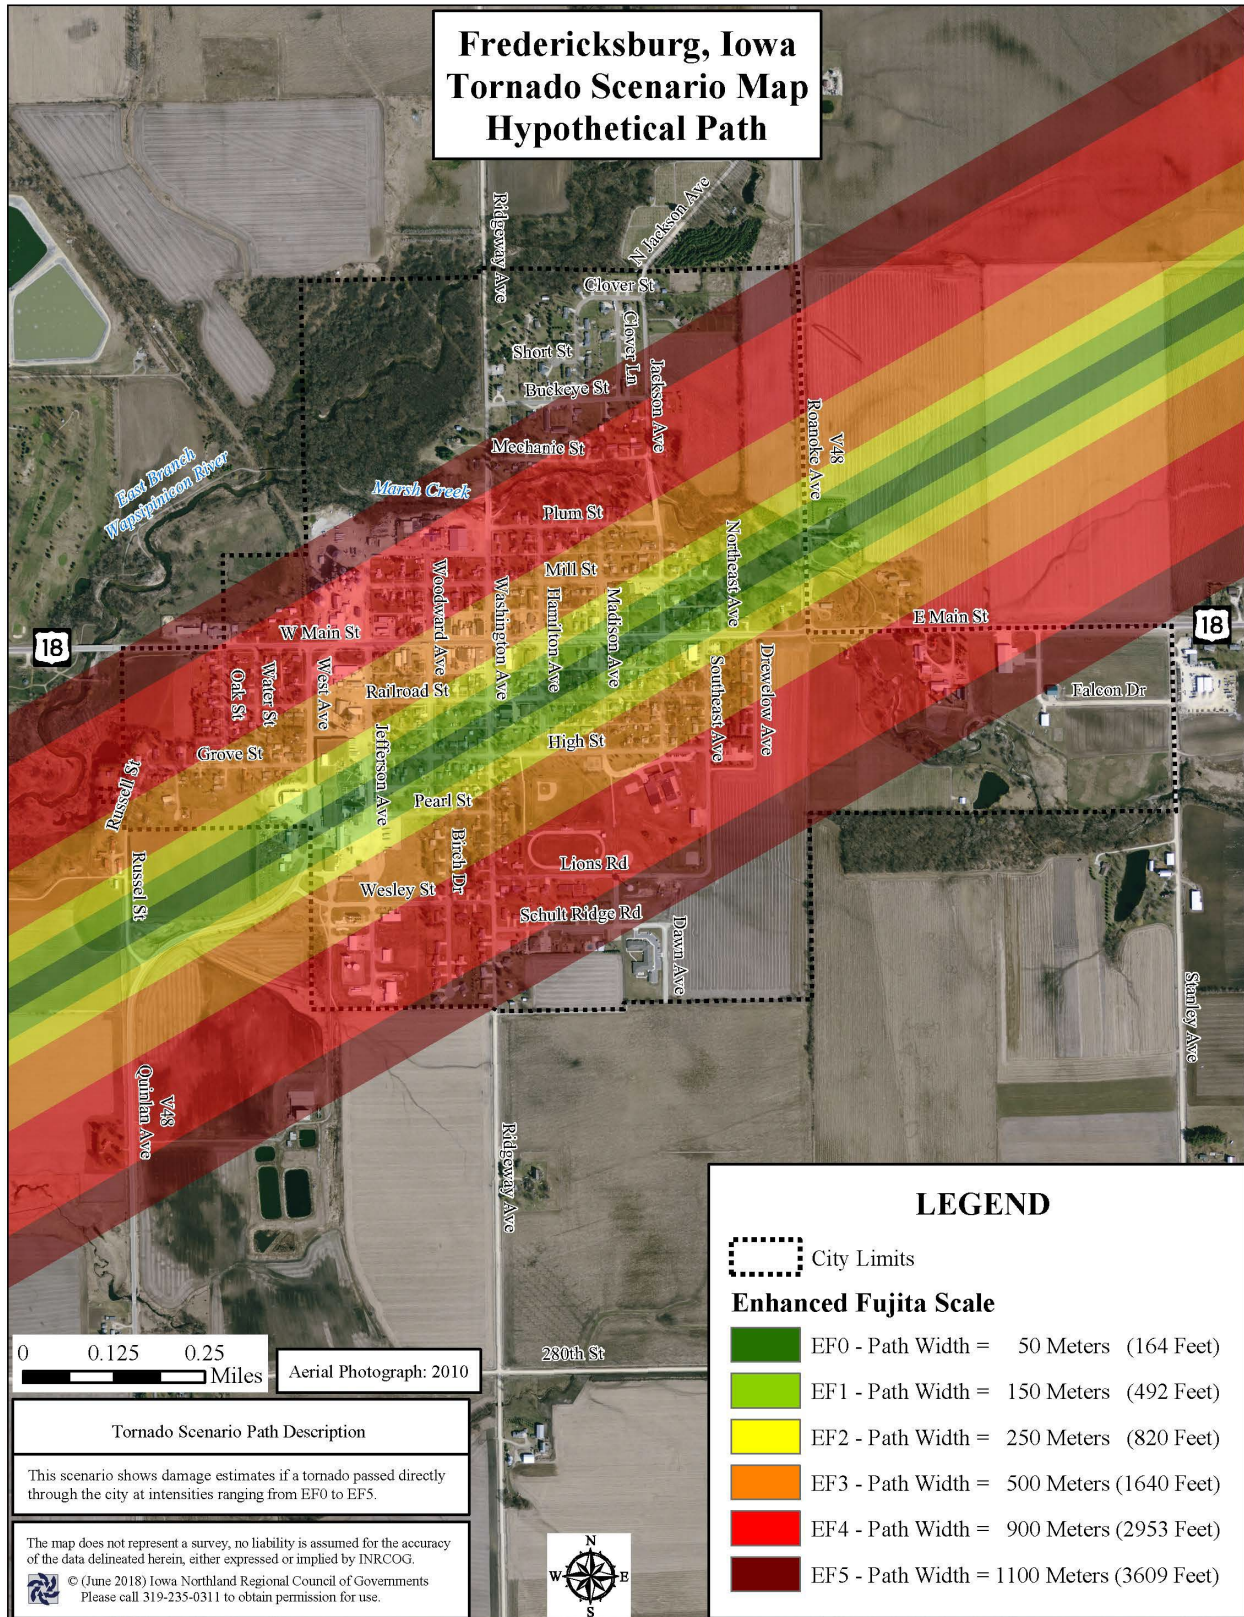 Fredericksburg, Iowa
Tornado Scenario Map
Hypothetical Path
Ridgeway Ave
N Jackson Ave
Clover St
Clover Ln
Short St
Jackson Ave
Buckeye St
Mechanic St
V48
Roanoke Ave
East Branch
Wapsipinicon River
Marsh Creek
Plum St
Northeast Ave
Mill St
Woodward Ave
Washington Ave
Hamilton Ave
Madison Ave
E Main St
18
18
W Main St
Oak St
Water St
West Ave
Railroad St
Southeast Ave
Drewelow Ave
Falcon Dr
Jefferson Ave
High St
Grove St
Russell St
Pearl St
Birch Dr
Lions Rd
Russel St
Wesley St
Schult Ridge Rd
Dawn Ave
Stanley Ave
V48
Quinlan Ave
Ridgeway Ave
280th St
LEGEND
City Limits
Enhanced Fujita Scale
EF0 - Path Width = 50 Meters (164 Feet)
EF1 - Path Width = 150 Meters (492 Feet)
EF2 - Path Width = 250 Meters (820 Feet)
EF3 - Path Width = 500 Meters (1640 Feet)
EF4 - Path Width = 900 Meters (2953 Feet)
EF5 - Path Width = 1100 Meters (3609 Feet)
0 0.125 0.25
Miles
Aerial Photograph: 2010
Tornado Scenario Path Description
This scenario shows damage estimates if a tornado passed directly
through the city at intensities ranging from EF0 to EF5.
The map does not represent a survey, no liability is assumed for the accuracy
of the data delineated herein, either expressed or implied by INRCOG.
© (June 2018) Iowa Northland Regional Council of Governments
Please call 319-235-0311 to obtain permission for use.
N
W E
S